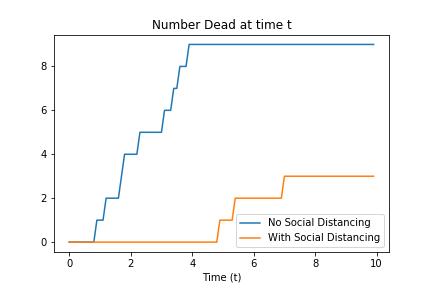 Number Dead at time t
8
6
4
2
0
No Social Distancing
With Social Distancing
0 2 4 6 8 10
Time (t)